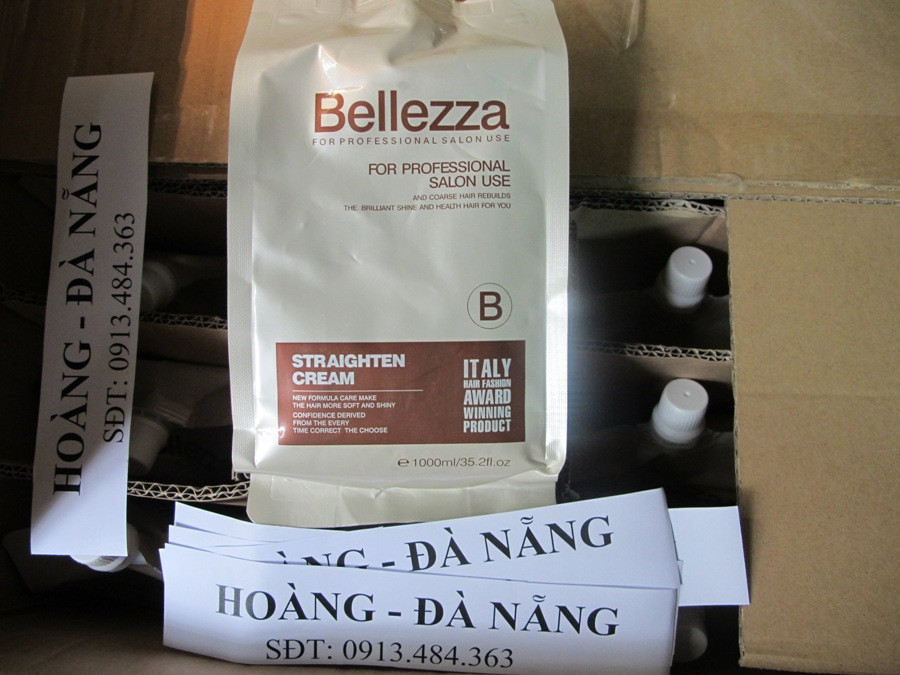 HOÀNG - ĐÀ NẴNG
SĐT: 0913.484.363
Bellezza
FOR PROFESSIONAL SALON USE
FOR PROFESSIONAL
SALON USE
AND COARSE HAIR REBUILDS
THE. BRILLIANT SHINE AND HEALTH HAIR FOR YOU
B
STRAIGHTEN
CREAM
NEW FORMULA CARE MAKE
THE HAIR MORE SOFT AND SHINY
CONFIDENCE DERIVED
FROM THE EVERY
TIME CORRECT THE CHOOSE
ITALY
HAIR FASHION
AWARD
WINNING
PRODUCT
e 1000ml/35.2fl.oz
NG - ĐÀ NẴNG
HOÀNG - ĐÀ NẴNG
SĐT: 0913.484.363